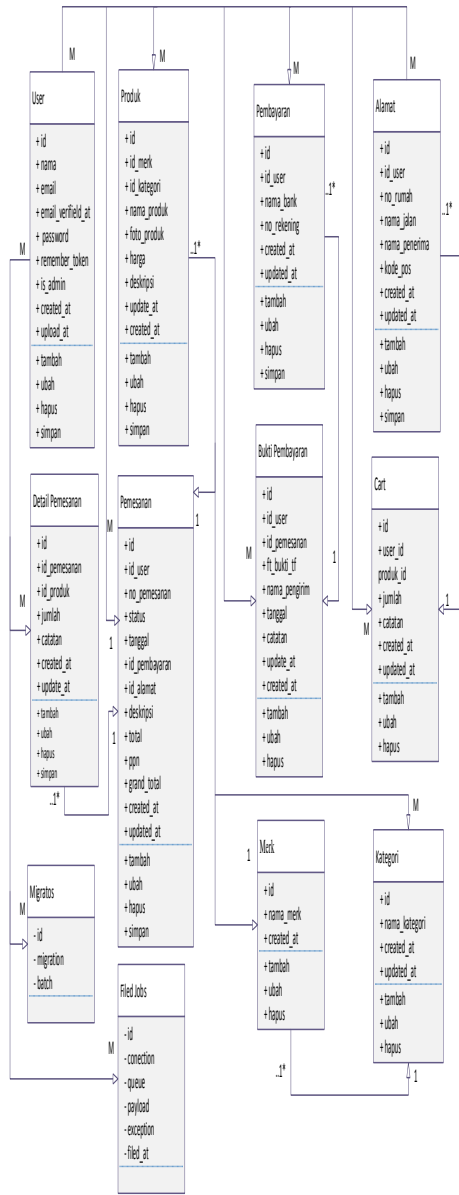 M
M
M
M
User
+ id
+ nama
+ email
+ email_verifield_at
+ password
+ remember_token
+ is_admin
+ created_at
+ upload_at
+ tambah
+ ubah
+ hapus
+ simpan
M
Produk
+ id
+ id_merk
+ id_kategori
+ nama_produk
+ foto_produk
+ harga
+ deskripsi
+ update_at
+ created_at
+ tambah
+ ubah
+ hapus
+ simpan
..1*
Pembayaran
+ id
+ id_user
+ nama_bank
+ no_rekening
+ created_at
+ updated_at
+ tambah
+ ubah
+ hapus
+ simpan
..1*
Alamat
+ id
+ id_user
+ no_rumah
+ nama_jalan
+ nama_penerima
+ kode_pos
+ created_at
+ updated_at
+ tambah
+ ubah
+ hapus
+ simpan
..1*
Detail Pemesanan
+ id
+ id_pemesanan
+ id_produk
+ jumlah
+ catatan
+ created_at
+ update_at
+ tambah
+ ubah
+ hapus
+ simpan
M
..1*
Pemesanan
+ id
+ id_user
+ no_pemesanan
+ status
+ tanggal
+ id_pembayaran
+ id_alamat
+ deskripsi
+ total
+ ppn
+ grand_total
+ created_at
+ updated_at
+ tambah
+ ubah
+ hapus
+ simpan
M
1
1
1
Bukti Pembayaran
+ id
+ id_user
+ id_pemesanan
+ ft_bukti_tf
+ nama_pengirim
+ tanggal
+ catatan
+ update_at
+ created_at
+ tambah
+ ubah
+ hapus
M
1
Cart
+ id
+ user_id
produk_id
+ jumlah
+ catatan
+ created_at
+ updated_at
+ tambah
+ ubah
+ hapus
M
1
Migratos
- id
- migration
- batch
M
Filed Jobs
- id
- conection
- queue
- payload
- exception
- filed_at
M
Merk
+ id
+ nama_merk
+ created_at
+ tambah
+ ubah
+ hapus
1
..1*
Kategori
+ id
+ nama_kategori
+ created_at
+ updated_at
+ tambah
+ ubah
+ hapus
M
1